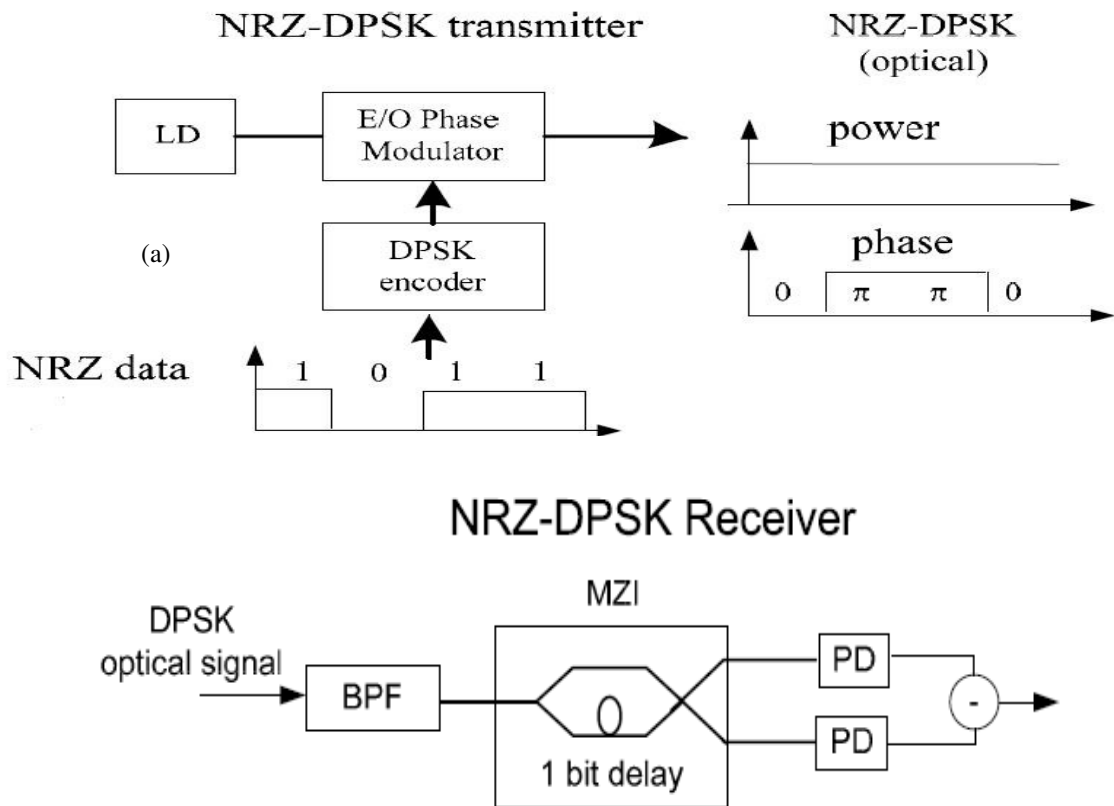 NRZ-DPSK transmitter
NRZ-DPSK
(optical)
LD
E/O Phase
Modulator
power
(a)
DPSK
encoder
phase
0 π π 0
NRZ data
1 0 1 1
NRZ-DPSK Receiver
MZI
DPSK
optical signal
BPF
PD
-
PD
1 bit delay